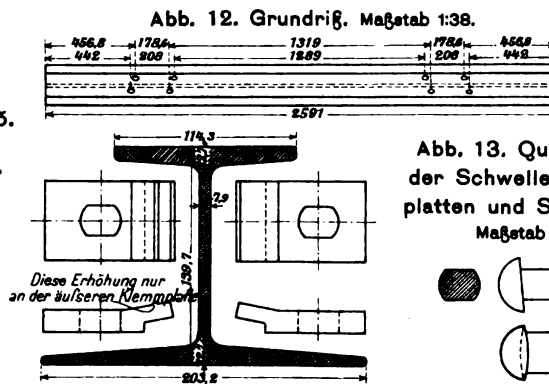 Abb. 12. Grundriß. Maßstab 1:38.
456,8 178,6 1319 178,6 456,8
442 208 1289 208 442
2591
114,3
Abb. 13. Qu
der Schwelle
platten und S
Maßstab
7,9
139,7
Diese Erhöhung nur
an der äußeren Klemmplatte
203,2